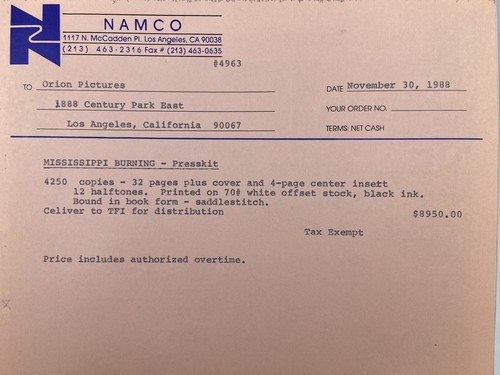 NAMCO
1117 N. McCadden Pl. Los Angeles, CA 90038
(213) 463-2316 Fax # (213) 463-0635
#4963
TO Orion Pictures
DATE November 30, 1988
1888 Century Park East
YOUR ORDER NO.
Los Angeles, California 90067
TERMS: NET CASH
MISSISSIPPI BURNING - Presskit
4250 copies - 32 pages plus cover and 4-page center insert
12 halftones. Printed on 70# white offset stock, black ink.
Bound in book form - saddlestitch.
Celiver to TFI for distribution $8950.00
Tax Exempt
Price includes authorized overtime.